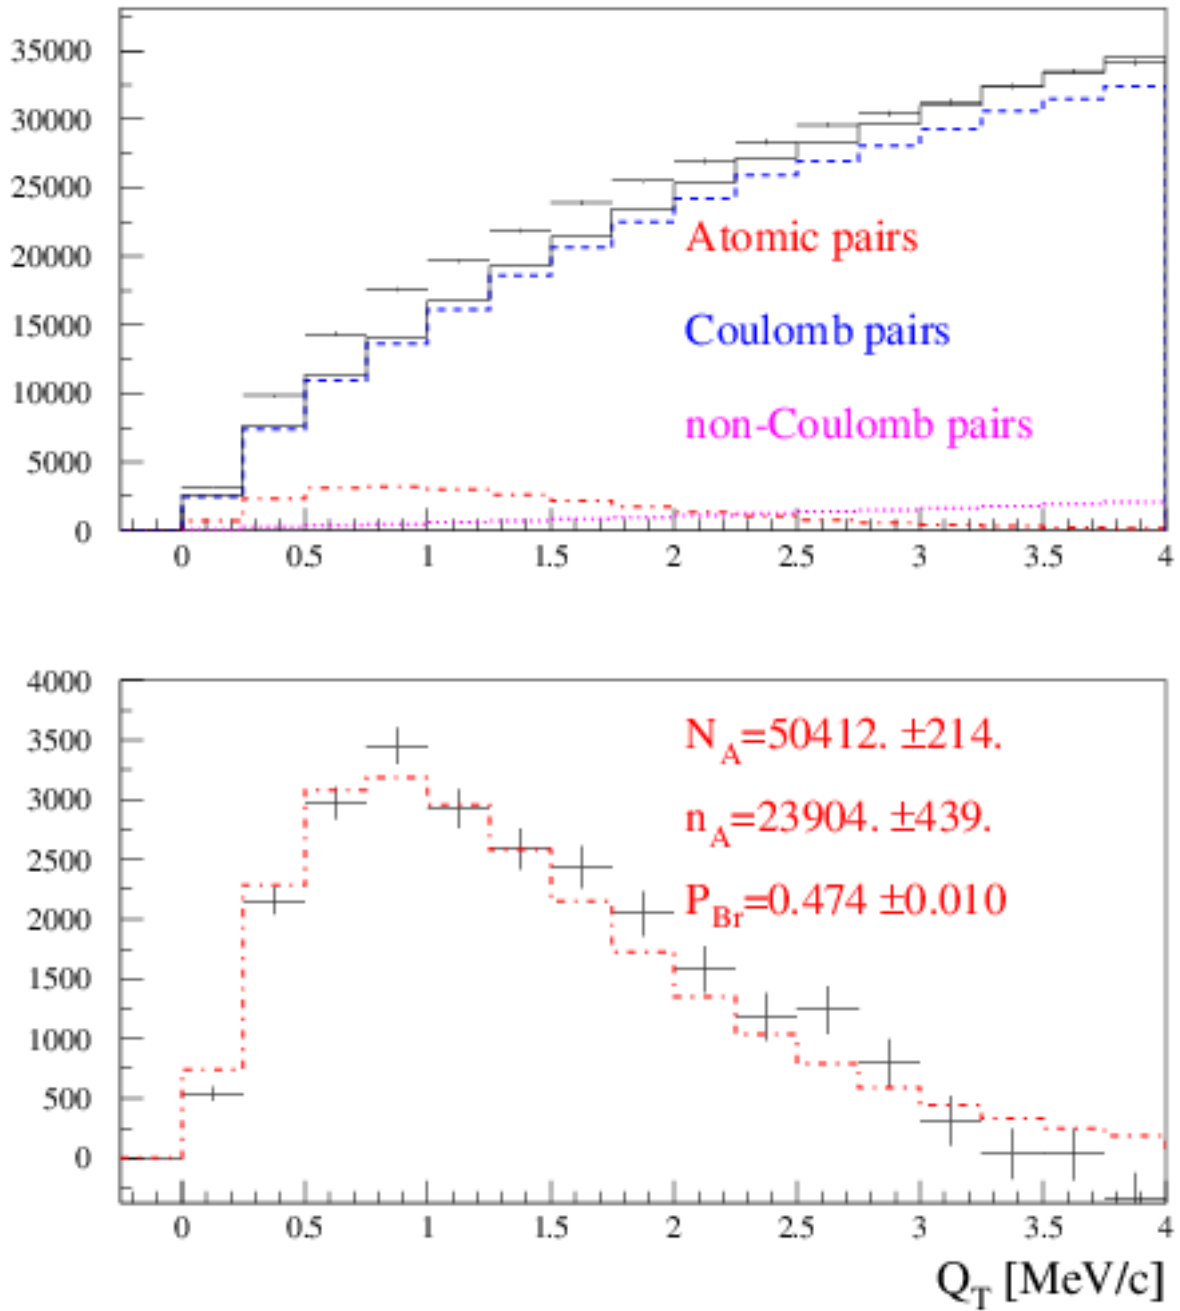 35000
30000
25000
20000
15000
10000
5000
0
Atomic pairs
Coulomb pairs
non-Coulomb pairs
0 0.5 1 1.5 2 2.5 3 3.5 4
4000
3500
3000
2500
2000
1500
1000
500
0
N_A=50412. ±214.
n_A=23904. ±439.
P_Br=0.474 ±0.010
0 0.5 1 1.5 2 2.5 3 3.5 4
Q_T [MeV/c]